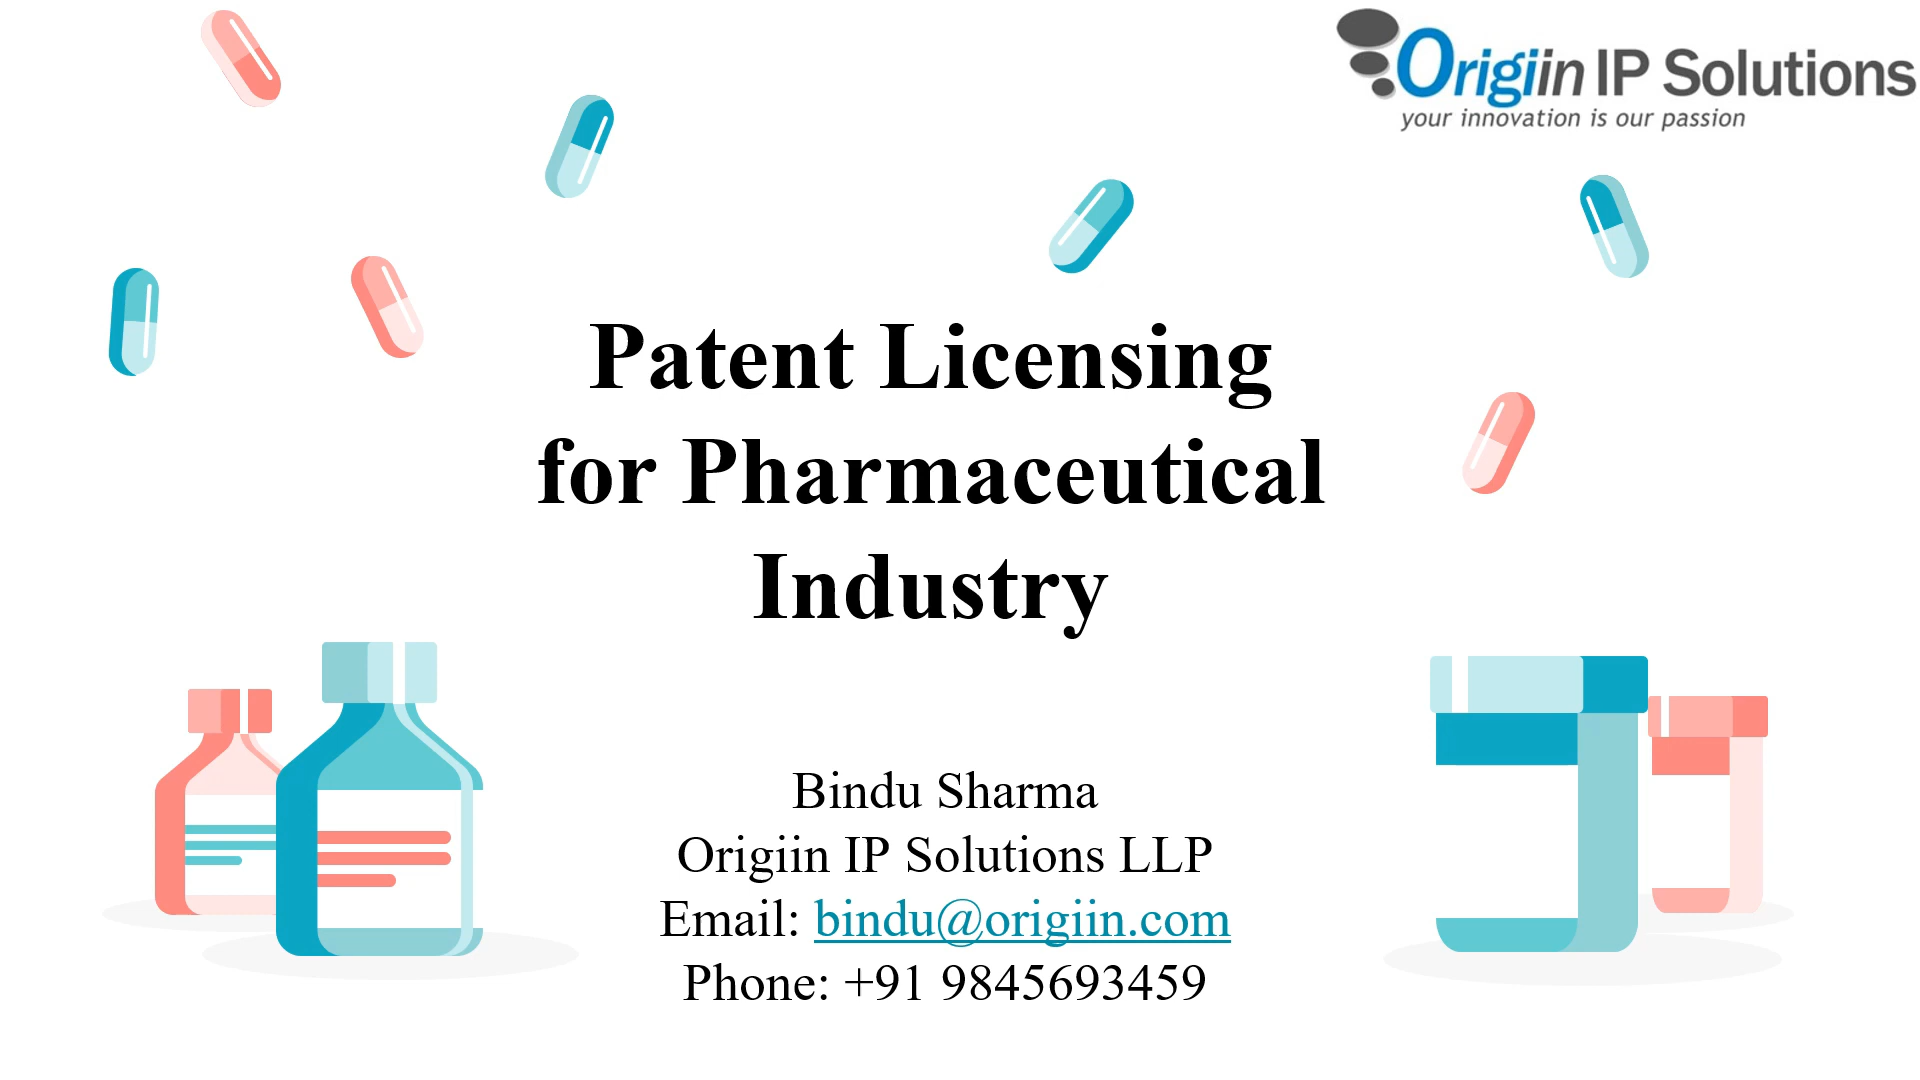 Origiin IP Solutions
your innovation is our passion
Patent Licensing
for Pharmaceutical
Industry
Bindu Sharma
Origiin IP Solutions LLP
Email: bindu@origiin.com
Phone: +91 9845693459